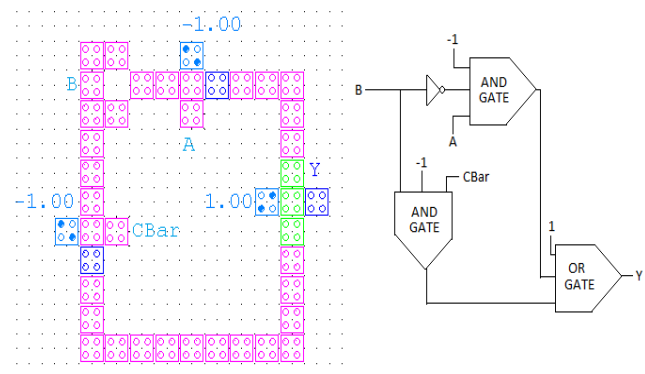 -1.00
B
A
Y
-1.00
1.00
CBar
-1
B
AND
GATE
A
-1
CBar
AND
GATE
1
OR
GATE
Y